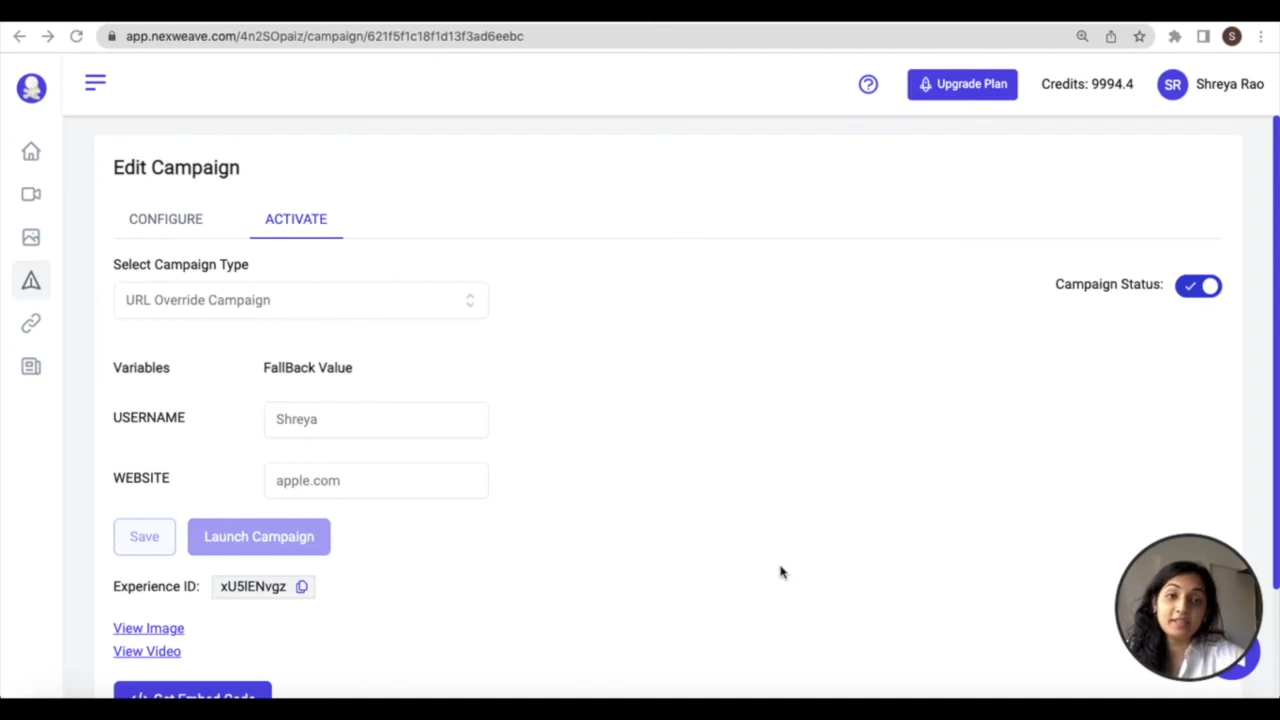 app.nexweave.com/4n2SOpaiz/campaign/621f5f1c18f1d13f3ad6eebc
S
Upgrade Plan
Credits: 9994.4
SR
Shreya Rao
Edit Campaign
CONFIGURE
ACTIVATE
Select Campaign Type
URL Override Campaign
Campaign Status:
Variables
FallBack Value
USERNAME
Shreya
WEBSITE
apple.com
Save
Launch Campaign
Experience ID:
xU5lENvgz
View Image
View Video
</> Get Embed Code